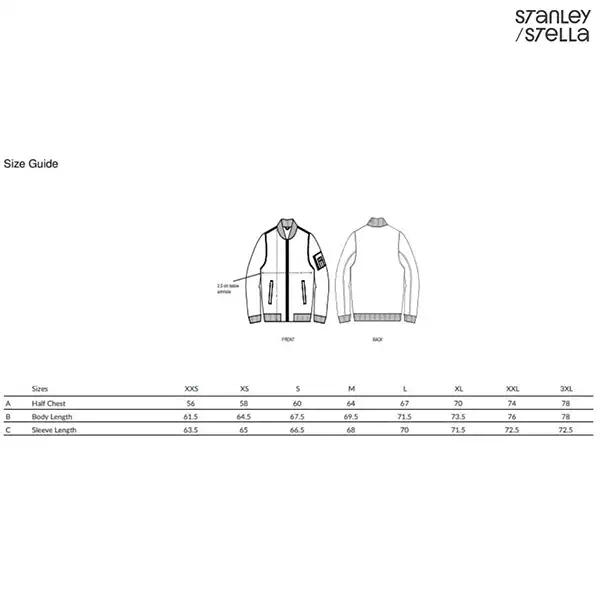 STANLEY
/STELLA
Size Guide
2.5 cm below
armhole
FRONT BACK
Sizes XXS XS S M L XL XXL 3XL
A Half Chest 56 58 60 64 67 70 74 78
B Body Length 61.5 64.5 67.5 69.5 71.5 73.5 76 78
C Sleeve Length 63.5 65 66.5 68 70 71.5 72.5 72.5